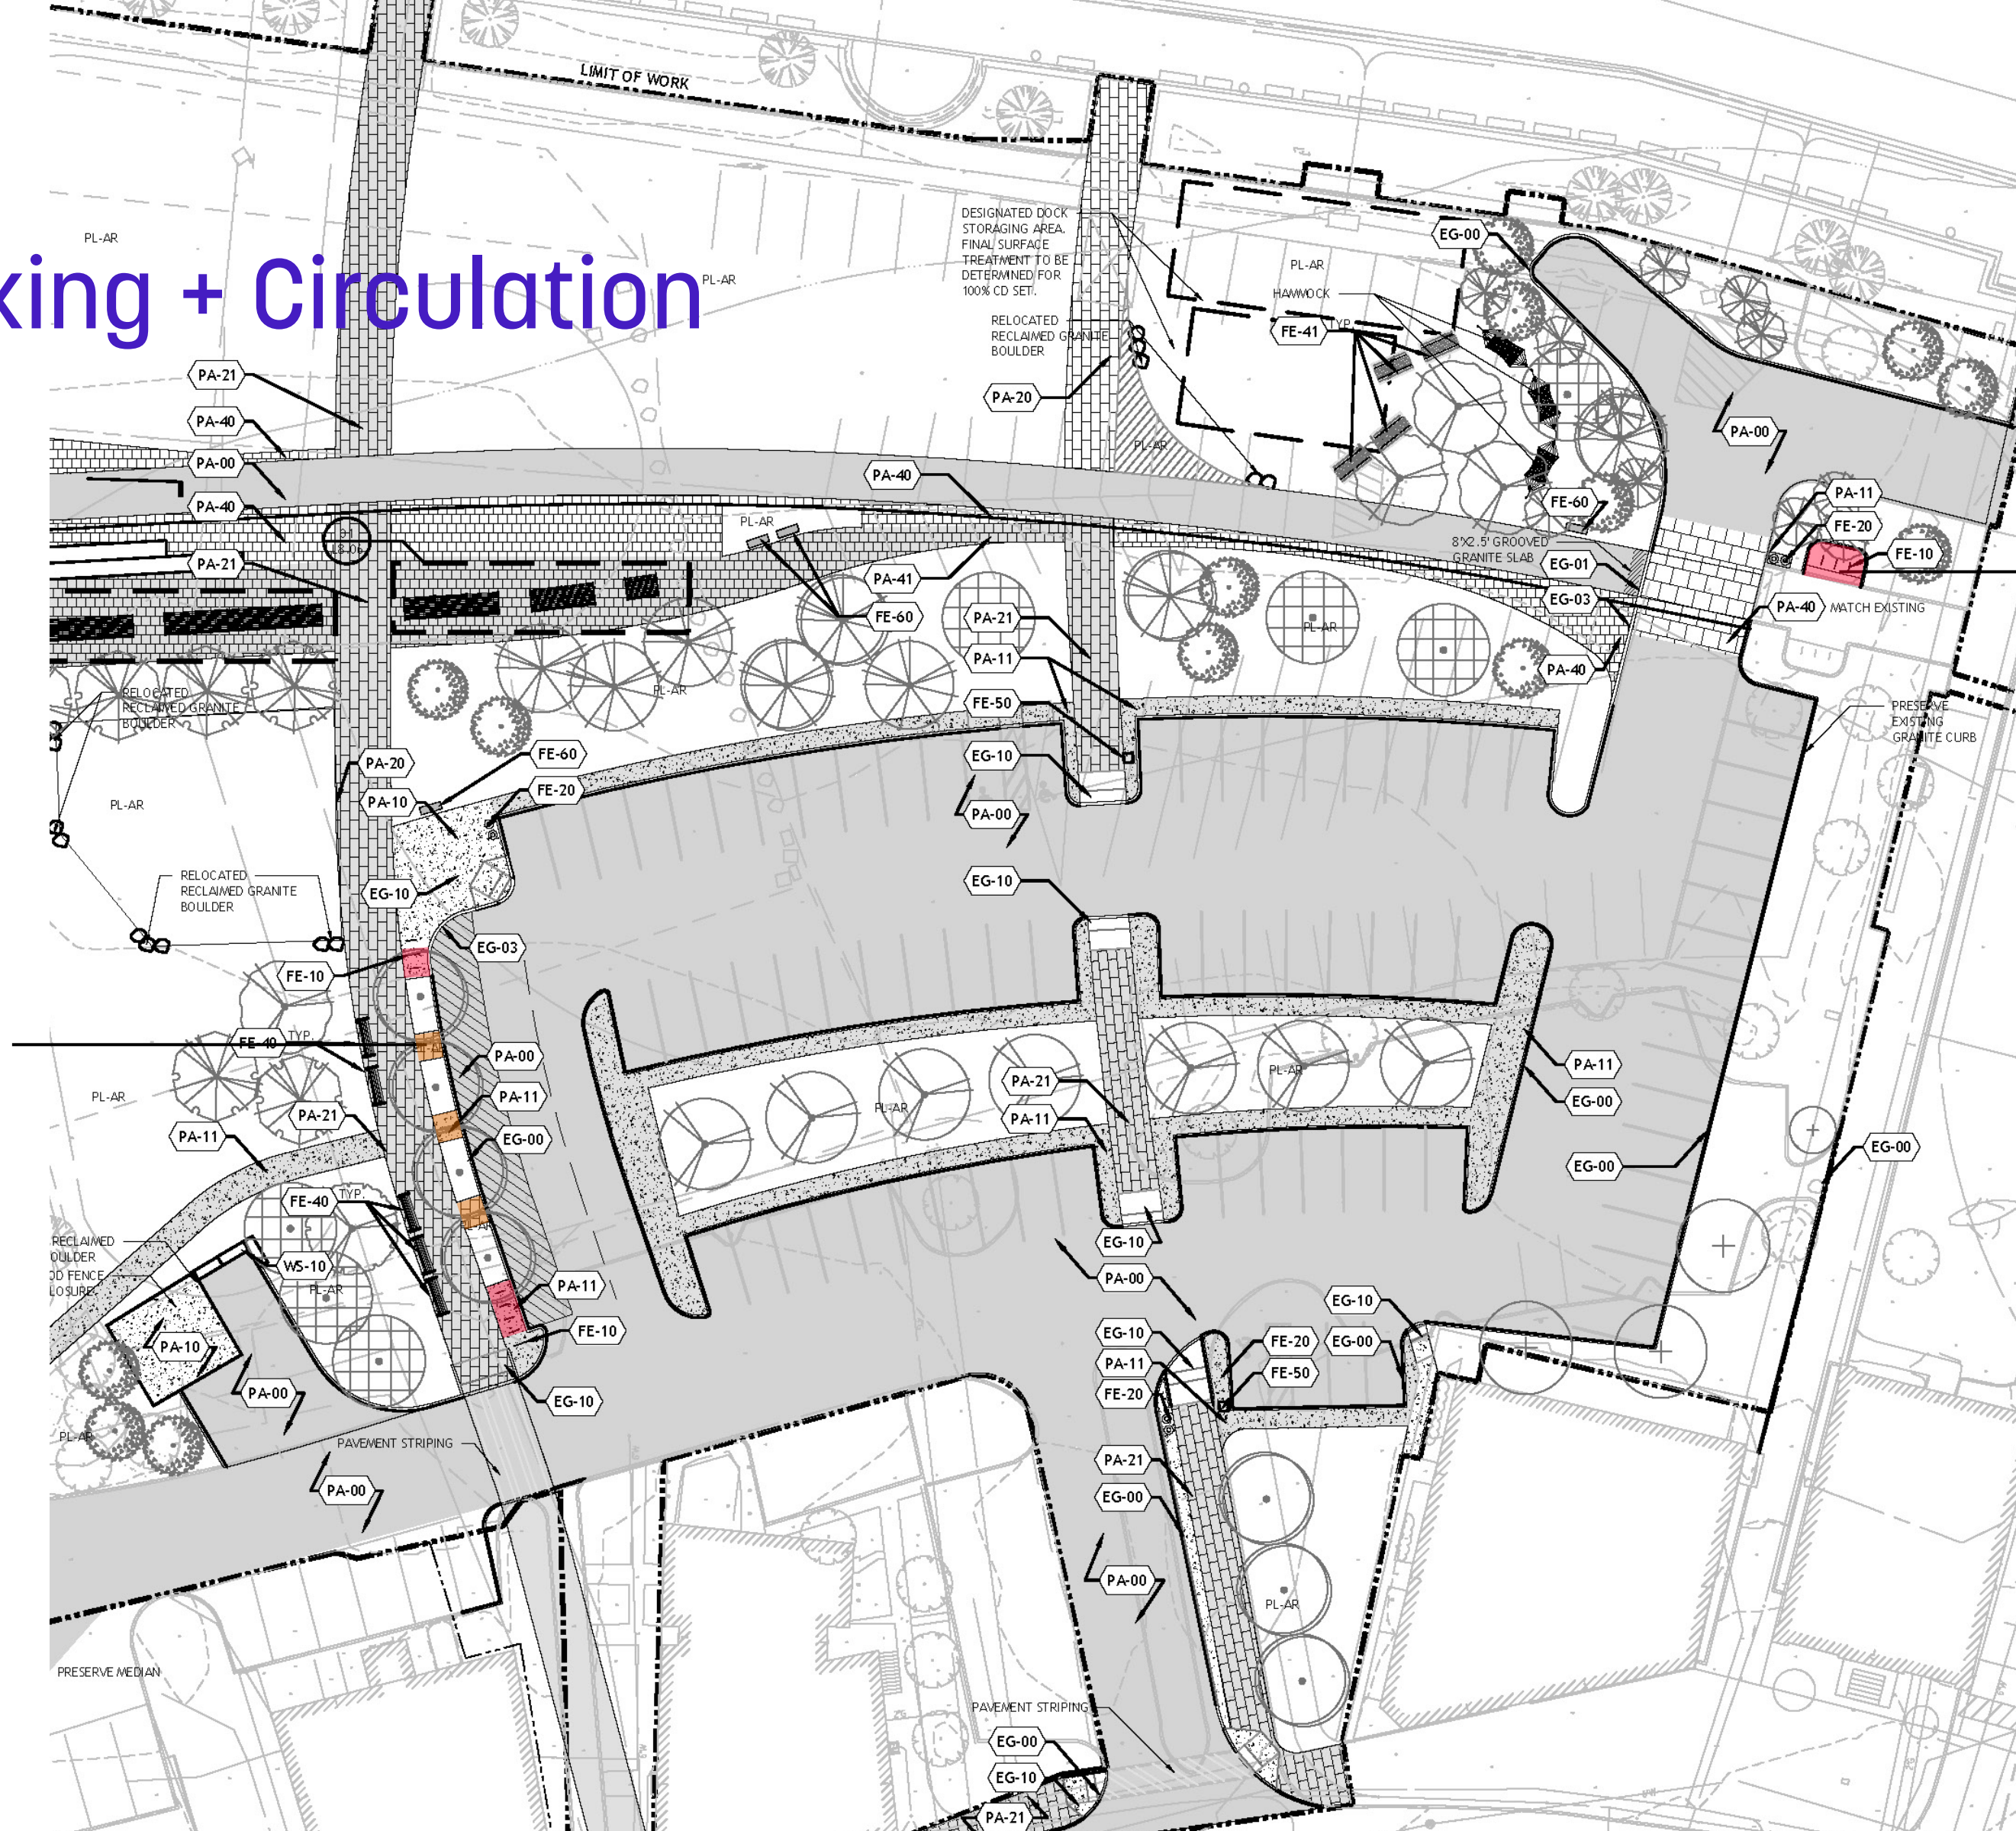 LIMIT OF WORK
DESIGNATED DOCK
STORAGING AREA.
FINAL SURFACE
TREATMENT TO BE
DETERMINED FOR
100% CD SET.
EG-00
PL-AR
PL-AR
king + Circulation
PL-AR
HAMMOCK
RELOCATED
RECLAIMED GRANITE
BOULDER
FE-41
TYP.
PA-21
PA-20
PA-40
PA-00
PL-AR
PA-00
PA-40
PA-40
FE-60
PA-11
PA-40
PL-AR
FE-20
8'X2.5' GROOVED
GRANITE SLAB
FE-10
PA-21
PA-41
EG-01
EG-03
PA-40
MATCH EXISTING
FE-60
PA-21
PL-AR
PA-11
PA-40
RELOCATED
RECLAIMED GRANITE
BOULDER
PL-AR
FE-50
PRESERVE
EXISTING
GRANITE CURB
PA-20
FE-60
EG-10
PA-10
FE-20
PL-AR
PA-00
RELOCATED
RECLAIMED GRANITE
BOULDER
EG-10
EG-10
EG-03
FE-10
FE-40
TYP.
PA-00
PA-11
PL-AR
PA-11
PA-21
PL-AR
PL-AR
EG-00
PA-21
PA-11
PA-11
EG-00
EG-00
EG-00
FE-40
TYP.
RECLAIMED
OULDER
OD FENCE
LOSURE
WS-10
PL-AR
EG-10
PA-00
PA-11
EG-10
FE-10
PA-10
EG-10
FE-20
EG-00
PA-11
FE-50
PA-00
EG-10
FE-20
PL-AR
PAVEMENT STRIPING
PA-21
PA-00
EG-00
PA-00
PL-AR
PRESERVE MEDIAN
PAVEMENT STRIPING
EG-00
EG-10
PA-21